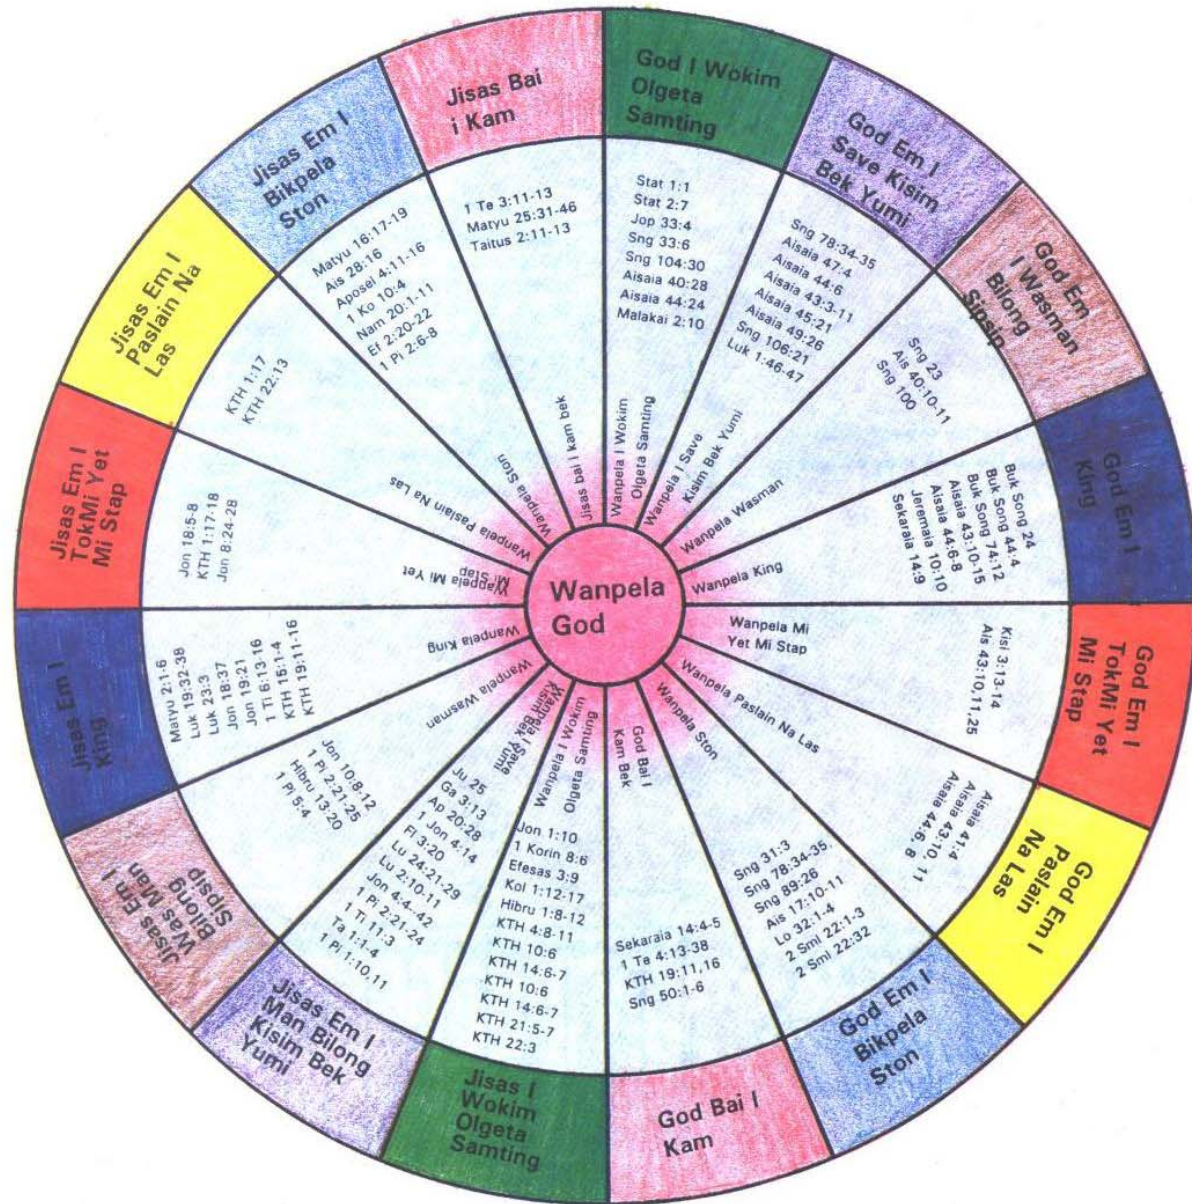 Wanpela
God
God I Wokim
Olgeta
Samting
Stat 1:1
Stat 2:7
Jop 33:4
Sng 33:6
Sng 104:30
Aisaia 40:28
Aisaia 44:24
Malakai 2:10
Wanpela I Wokim
Olgeta Samting
God Em I
Save Kisim
Bek Yumi
Sng 78:34-35
Aisaia 47:4
Aisaia 44:6
Aisaia 43:3-11
Aisaia 45:21
Aisaia 49:26
Sng 106:21
Luk 1:46-47
Wanpela I Save
Kisim Bek Yumi
God Em
I Wasman
Bilong
Sipsip
Sng 23
Ais 40:10-11
Sng 100
Wanpela Wasman
God Em I
King
Buk Song 24
Buk Song 44:4
Buk Song 74:12
Aisaia 43:10-15
Aisaia 44:6-8
Jeremaia 10:10
Sekaraia 14:9
Wanpela King
God Em I
TokMi Yet
Mi Stap
Kisi 3:13-14
Ais 43:10,11,25
Wanpela Mi
Yet Mi Stap
God Em I
Paslain
Na Las
Aisaia 41:4
Aisaia 43:10, 11
Aisaia 44:6, 8
Wanpela Paslain Na Las
God Em I
Bikpela
Ston
Sng 31:3
Sng 78:34-35,
Sng 89:26
Ais 17:10-11
Lo 32:1-4
2 Sml 22:1-3
2 Sml 22:32
Wanpela Ston
God Bai I
Kam
Sekaraia 14:4-5
1 Te 4:13-38
KTH 19:11,16
Sng 50:1-6
God Bai I
Kam Bek
Jisas I
Wokim
Olgeta
Samting
Jon 1:10
1 Korin 8:6
Efesas 3:9
Kol 1:12-17
Hibru 1:8-12
KTH 4:8-11
KTH 10:6
KTH 14:6-7
KTH 10:6
KTH 14:6-7
KTH 21:5-7
KTH 22:3
Wanpela I Wokim
Olgeta Samting
Jisas Em I
Man Bilong
Kisim Bek
Yumi
Ju 25
Ga 3:13
Ap 20:28
1 Jon 4:14
Fl 3:20
Lu 24:21-29
Lu 2:10-11
Jon 4:4-.42
1 Pi 2:21-24
1 Ti 11:3
Ta 1:1-4
1 Pi 1:10,11
Wanpela I Save
Kisim Bek Yumi
Jisas Em I
Was Man
Bilong
Sipsip
Jon 10:8-12
1 Pi 2:21-25
Hibru 13:20
1 Pi 5:4
Wanpela Wasman
Jisas Em I
King
Matyu 2:1-6
Luk 19:32-38
Luk 23:3
Jon 18:37
Jon 19:21
1 Ti 6:13-16
KTH 15:1-4
KTH 19:11-16
Wanpela King
Jisas Em I
TokMi Yet
Mi Stap
Jon 18:5-8
KTH 1:17-18
Jon 8:24-28
Wanpela Mi Yet
Mi Stap
Jisas Em I
Paslain Na
Las
KTH 1:17
KTH 22:13
Wanpela Paslain Na Las
Jisas Em I
Bikpela
Ston
Matyu 16:17-19
Ais 28:16
Aposel 4:11-16
1 Ko 10:4
Nam 20:1-11
Ef 2:20-22
1 Pi 2:6-8
Wanpela Ston
Jisas Bai
i Kam
1 Te 3:11-13
Matyu 25:31-46
Taitus 2:11-13
Jisas bai I kam bek